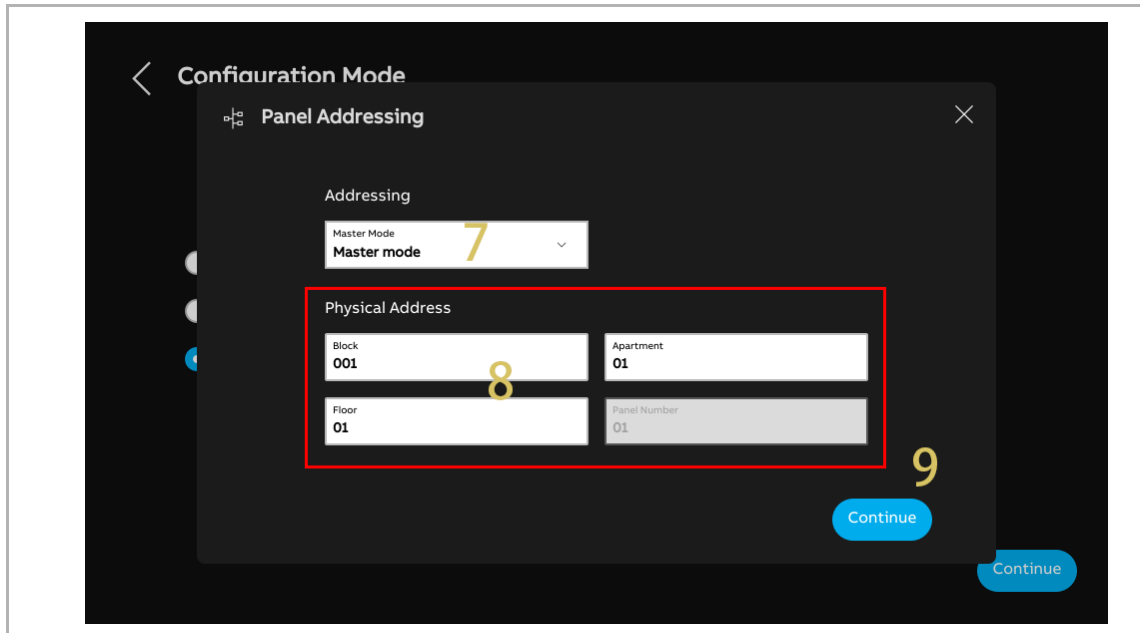 Configuration Mode
Panel Addressing
Addressing
Master Mode
Master mode
7
Physical Address
Block
001
Apartment
01
8
Floor
01
Panel Number
01
9
Continue
Continue